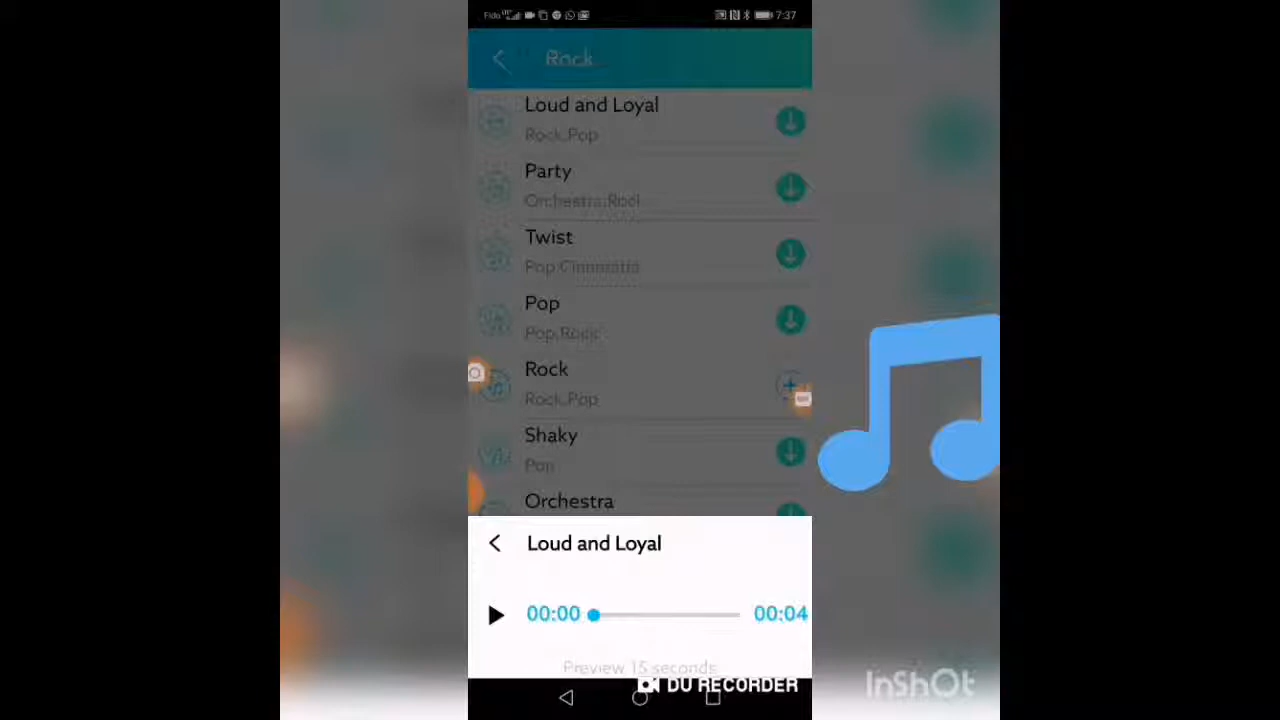 Fido 7:37
Rock
Loud and Loyal
Rock,Pop
Party
Orchestra,Rock
Twist
Pop,Cinematic
Pop
Pop,Rock
Rock
Rock,Pop
Shaky
Pop
Orchestra
Loud and Loyal
00:00 00:04
Preview 15 seconds
DU RECORDER
InShOt